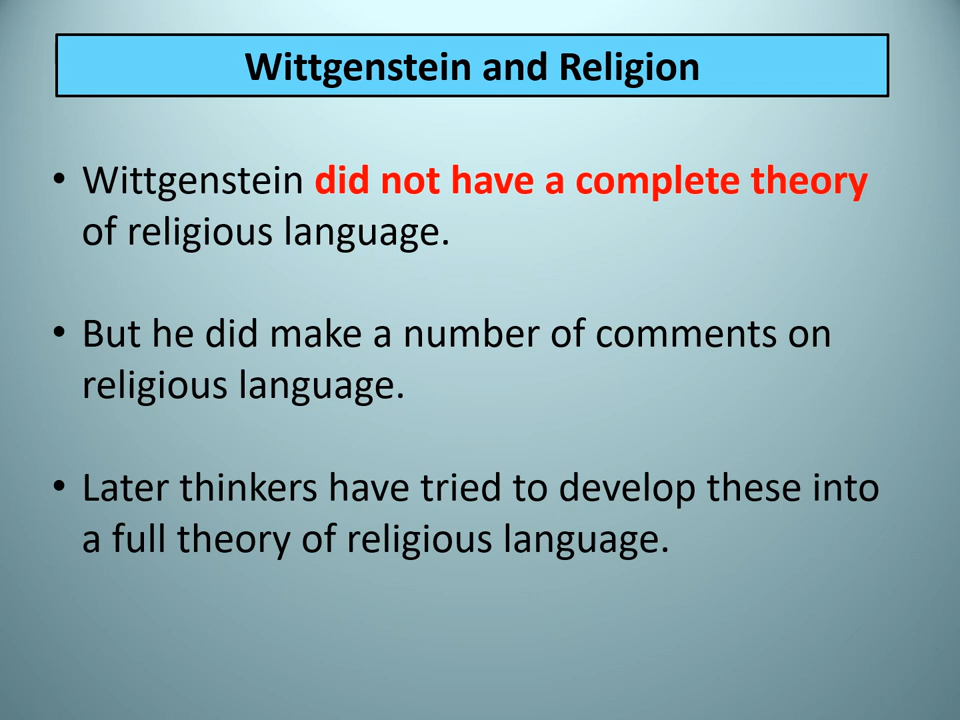 Wittgenstein and Religion
• Wittgenstein did not have a complete theory
of religious language.
• But he did make a number of comments on
religious language.
• Later thinkers have tried to develop these into
a full theory of religious language.